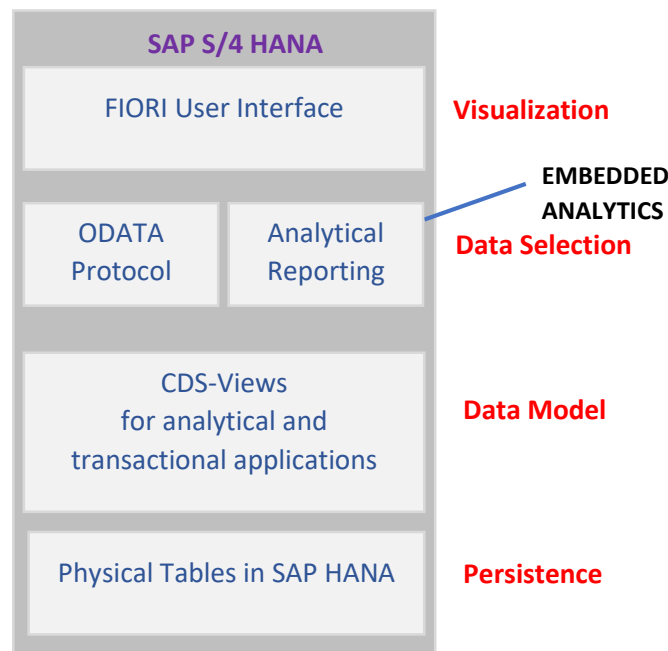 SAP S/4 HANA
FIORI User Interface
Visualization
EMBEDDED
ANALYTICS
ODATA
Protocol
Analytical
Reporting
Data Selection
CDS-Views
for analytical and
transactional applications
Data Model
Physical Tables in SAP HANA
Persistence